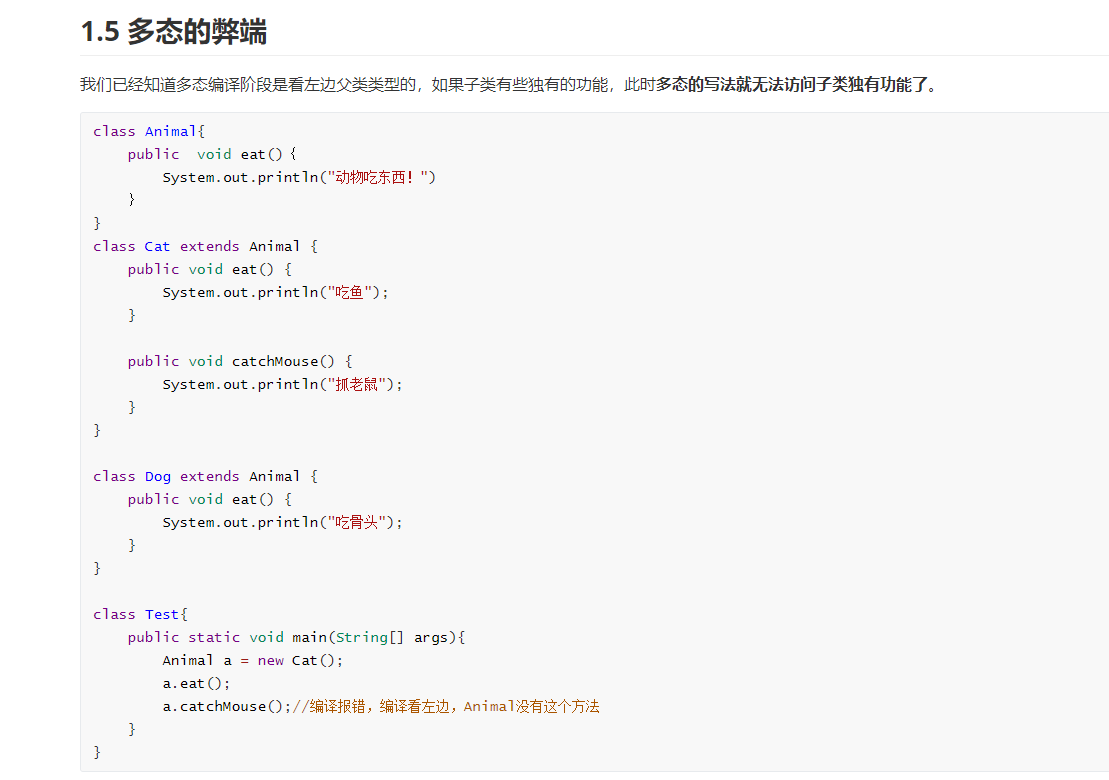 1.5 多态的弊端
我们已经知道多态编译阶段是看左边父类类型的，如果子类有些独有的功能，此时多态的写法就无法访问子类独有功能了。
class Animal{
    public  void eat()｛
        System.out.println("动物吃东西！")
    ｝
}
class Cat extends Animal {
    public void eat() {
        System.out.println("吃鱼");
    }

    public void catchMouse() {
        System.out.println("抓老鼠");
    }
}

class Dog extends Animal {
    public void eat() {
        System.out.println("吃骨头");
    }
}

class Test{
    public static void main(String[] args){
        Animal a = new Cat();
        a.eat();
        a.catchMouse();//编译报错，编译看左边，Animal没有这个方法
    }
}